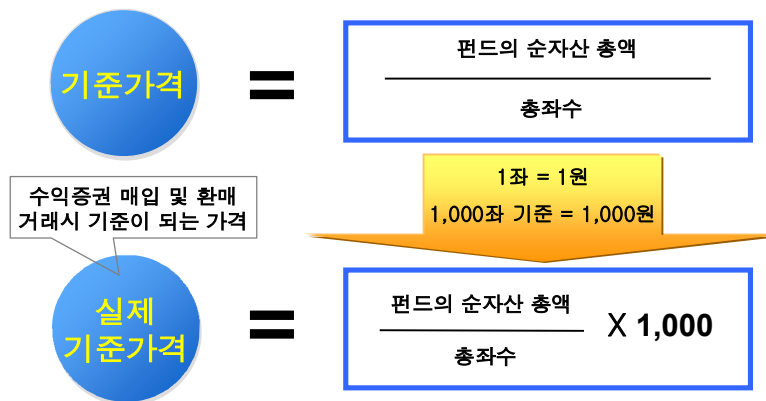 기준가격
=
펀드의 순자산 총액
총좌수
1좌 = 1원
1,000좌 기준 = 1,000원
수익증권 매입 및 환매
거래시 기준이 되는 가격
실제
기준가격
=
펀드의 순자산 총액
총좌수
X 1,000